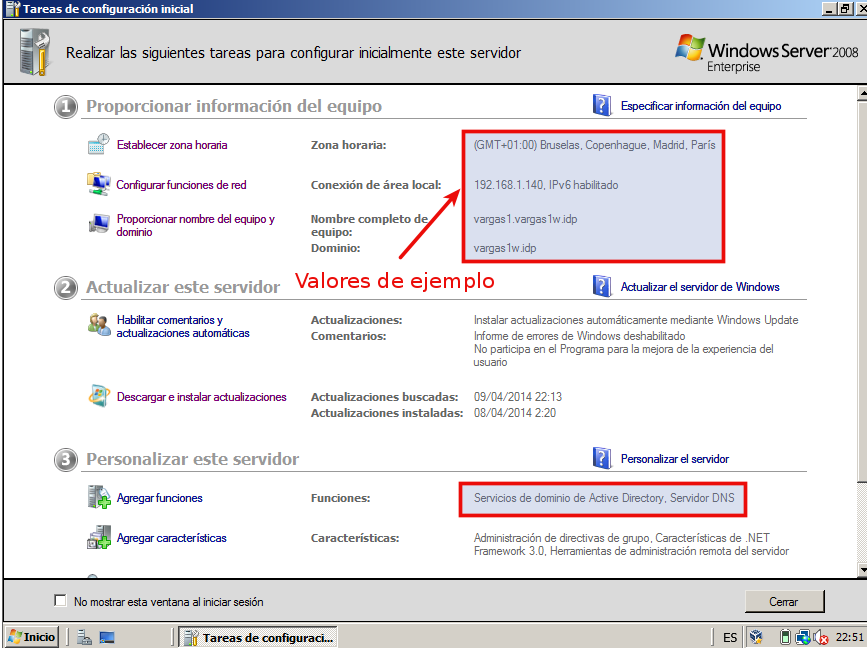 Tareas de configuración inicial
Realizar las siguientes tareas para configurar inicialmente este servidor
Windows Server 2008
Enterprise
1 Proporcionar información del equipo
Especificar información del equipo
Establecer zona horaria
Zona horaria:
(GMT+01:00) Bruselas, Copenhague, Madrid, París
Configurar funciones de red
Conexión de área local:
192.168.1.140, IPv6 habilitado
Proporcionar nombre del equipo y
dominio
Nombre completo de
equipo:
vargas1.vargas1w.idp
Dominio:
vargas1w.idp
Valores de ejemplo
2 Actualizar este servidor
Actualizar el servidor de Windows
Habilitar comentarios y
actualizaciones automáticas
Actualizaciones:
Instalar actualizaciones automáticamente mediante Windows Update
Comentarios:
Informe de errores de Windows deshabilitado
No participa en el Programa para la mejora de la experiencia del
usuario
Descargar e instalar actualizaciones
Actualizaciones buscadas:
09/04/2014 22:13
Actualizaciones instaladas:
08/04/2014 2:20
3 Personalizar este servidor
Personalizar el servidor
Agregar funciones
Funciones:
Servicios de dominio de Active Directory, Servidor DNS
Agregar características
Características:
Administración de directivas de grupo, Características de .NET
Framework 3.0, Herramientas de administración remota del servidor
No mostrar esta ventana al iniciar sesión
Cerrar
Inicio
Tareas de configuraci...
ES
22:51